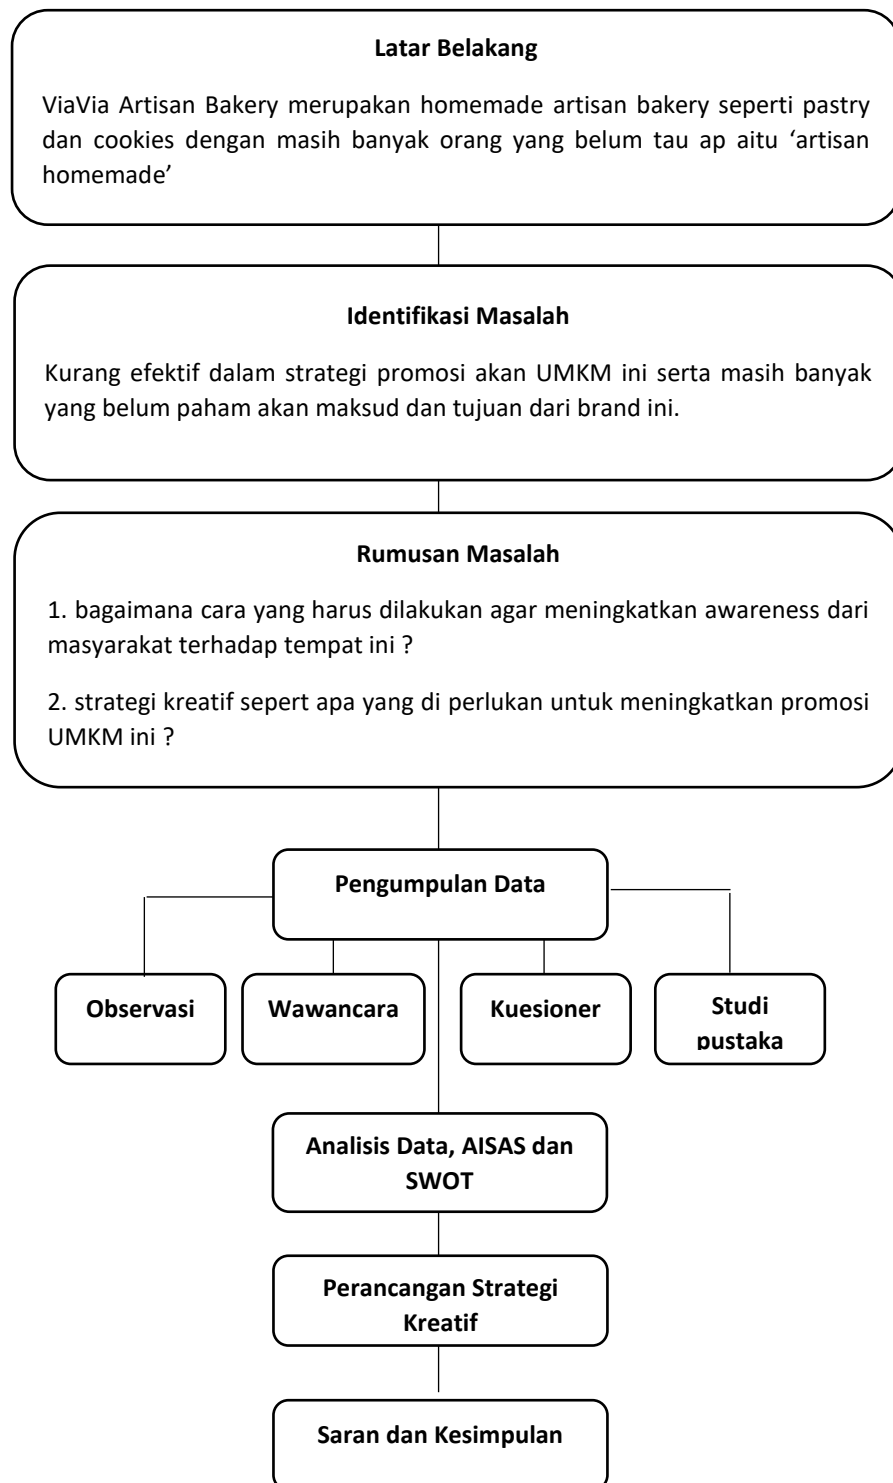 Latar Belakang
ViaVia Artisan Bakery merupakan homemade artisan bakery seperti pastry
dan cookies dengan masih banyak orang yang belum tau ap aitu ‘artisan
homemade’
Identifikasi Masalah
Kurang efektif dalam strategi promosi akan UMKM ini serta masih banyak
yang belum paham akan maksud dan tujuan dari brand ini.
Rumusan Masalah
1. bagaimana cara yang harus dilakukan agar meningkatkan awareness dari
masyarakat terhadap tempat ini ?
2. strategi kreatif sepert apa yang di perlukan untuk meningkatkan promosi
UMKM ini ?
Pengumpulan Data
Observasi
Wawancara
Kuesioner
Studi
pustaka
Analisis Data, AISAS dan
SWOT
Perancangan Strategi
Kreatif
Saran dan Kesimpulan